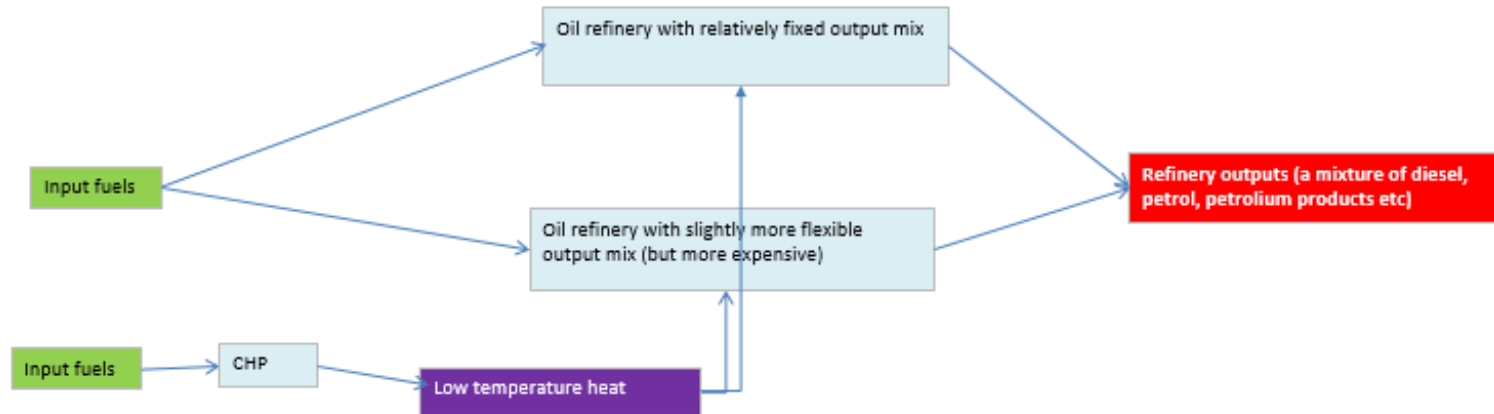 Oil refinery with relatively fixed output mix
Input fuels
Refinery outputs (a mixture of diesel,
petrol, petrolium products etc)
Oil refinery with slightly more flexible
output mix (but more expensive)
Input fuels
CHP
Low temperature heat